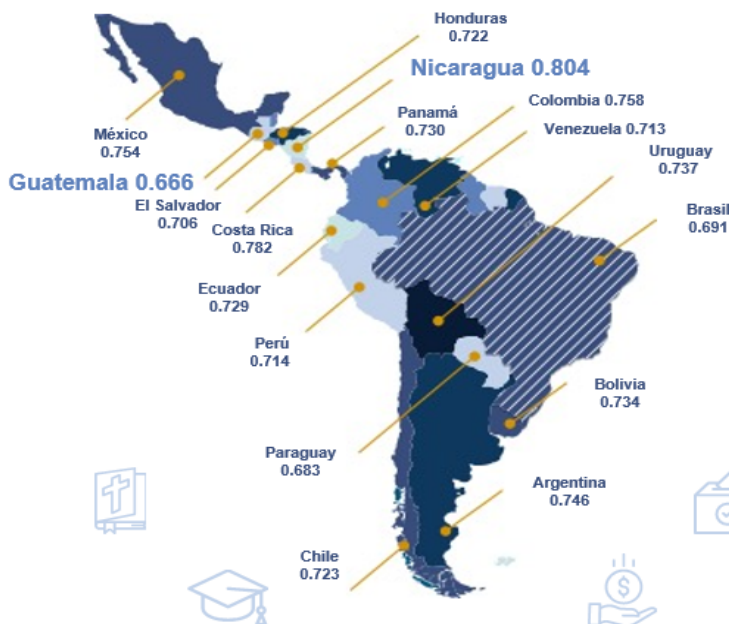 Honduras
0.722
Nicaragua 0.804
Colombia 0.758
Panamá
0.730
Venezuela 0.713
Uruguay
0.737
México
0.754
Guatemala 0.666
El Salvador
0.706
Costa Rica
0.782
Brasil
0.691
Ecuador
0.729
Perú
0.714
Bolivia
0.734
Paraguay
0.683
Argentina
0.746
Chile
0.723
$